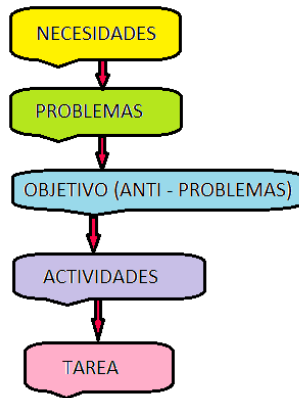 NECESIDADES
PROBLEMAS
OBJETIVO (ANTI - PROBLEMAS)
ACTIVIDADES
TAREA